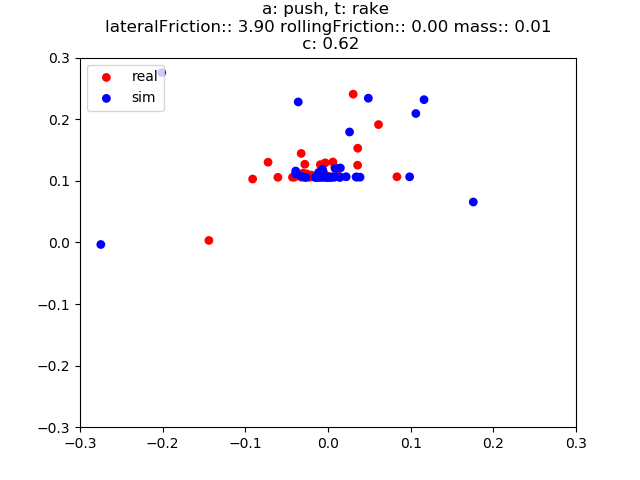 a: push, t: rake
lateralFriction:: 3.90 rollingFriction:: 0.00 mass:: 0.01
c: 0.62
real
sim
0.3
0.2
0.1
0.0
−0.1
−0.2
−0.3
−0.3
−0.2
−0.1
0.0
0.1
0.2
0.3